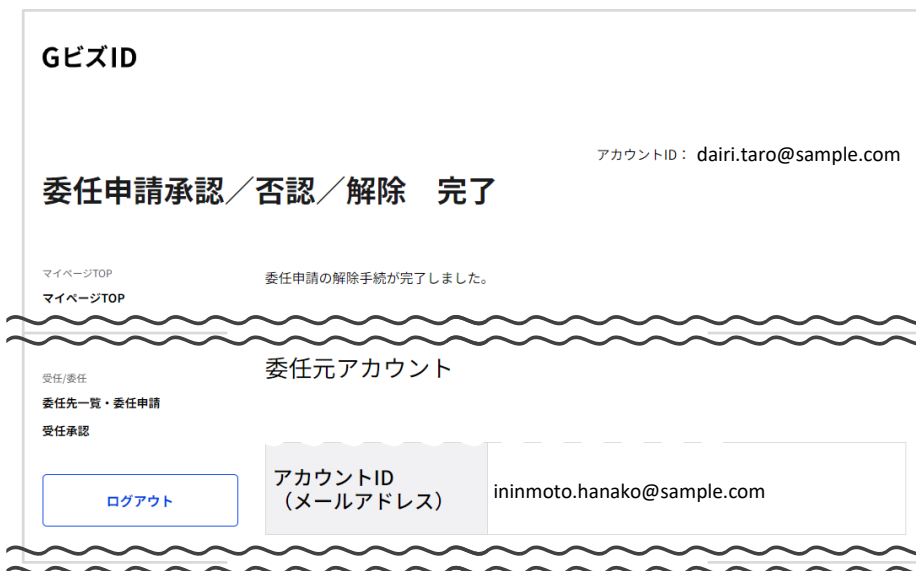 GビズID
アカウントID： dairi.taro@sample.com
委任申請承認／否認／解除　完了
マイページTOP
マイページTOP
委任申請の解除手続が完了しました。
委任元アカウント
受任/委任
委任先一覧・委任申請
受任承認
ログアウト
アカウントID
（メールアドレス）
ininmoto.hanako@sample.com